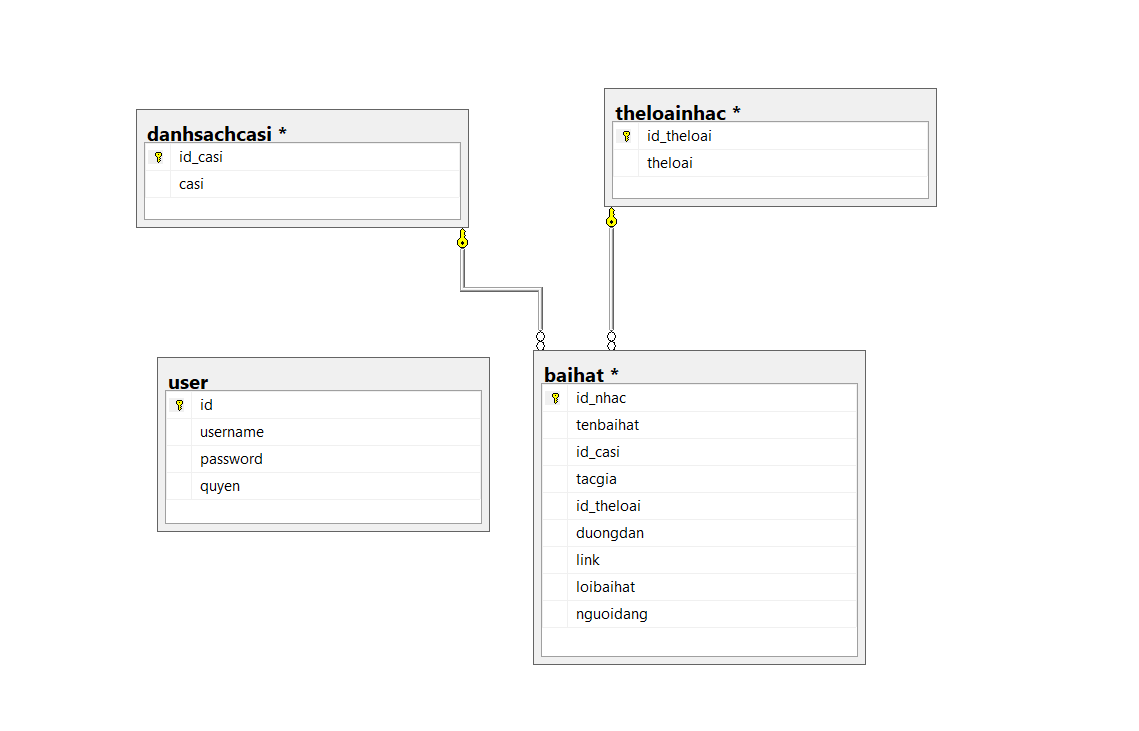 danhsachcasi *
id_casi
casi
theloainhac *
id_theloai
theloai
user
id
username
password
quyen
baihat *
id_nhac
tenbaihat
id_casi
tacgia
id_theloai
duongdan
link
loibaihat
nguoidang